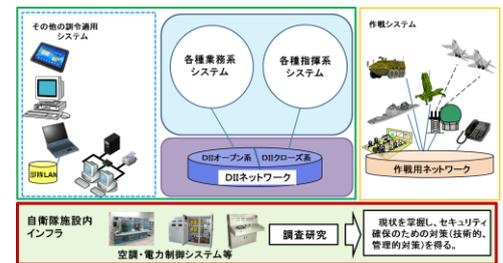 その他の訓令適用
システム
部隊LAN
各種業務系
システム
各種指揮系
システム
DIIオープン系
DIIクローズ系
DIIネットワーク
作戦システム
作戦用ネットワーク
自衛隊施設内
インフラ
空調・電力制御システム等
調査研究
現状を掌握し、セキュリティ
確保のための対策(技術的、
管理的対策)を得る。